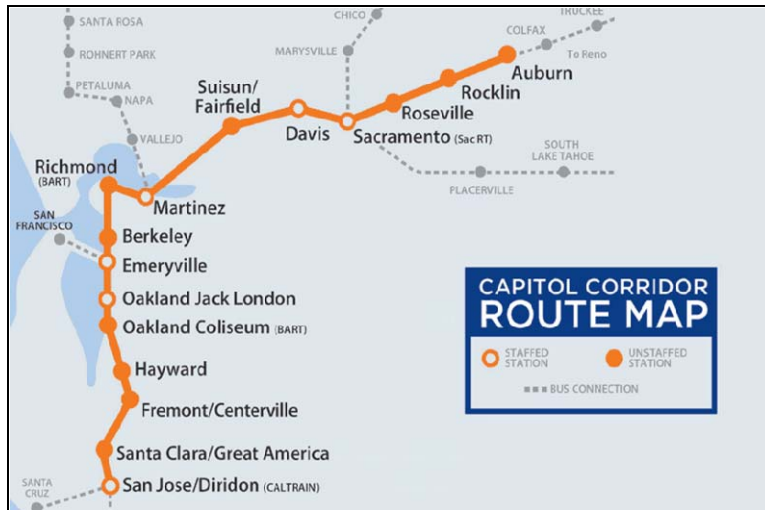 SANTA ROSA
ROHNERT PARK
PETALUMA
NAPA
VALLEJO
CHICO
MARYSVILLE
TRUCKEE
COLFAX
To Reno
Auburn
Rocklin
Roseville
Sacramento (Sac RT)
Davis
Suisun/
Fairfield
SOUTH
LAKE TAHOE
PLACERVILLE
Richmond
(BART)
Martinez
SAN
FRANCISCO
Berkeley
Emeryville
Oakland Jack London
Oakland Coliseum (BART)
Hayward
Fremont/Centerville
Santa Clara/Great America
San Jose/Diridon (CALTRAIN)
SANTA
CRUZ
CAPITOL CORRIDOR
ROUTE MAP
STAFFED
STATION
UNSTAFFED
STATION
BUS CONNECTION